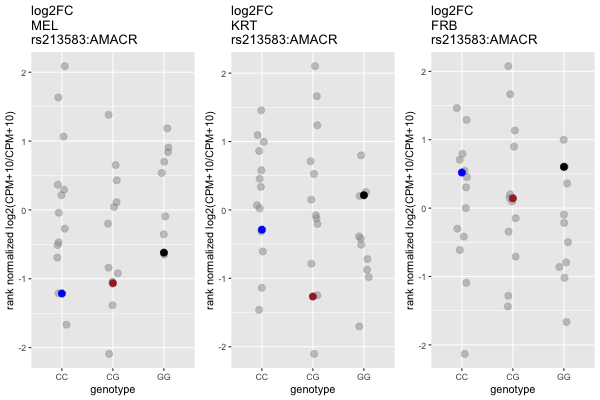 log2FC
MEL
rs213583:AMACR
rank normalized log2(CPM+10/CPM+10)
2
1
0
-1
-2
CC
CG
GG
genotype
log2FC
KRT
rs213583:AMACR
rank normalized log2(CPM+10/CPM+10)
2
1
0
-1
-2
CC
CG
GG
genotype
log2FC
FRB
rs213583:AMACR
rank normalized log2(CPM+10/CPM+10)
2
1
0
-1
-2
CC
CG
GG
genotype